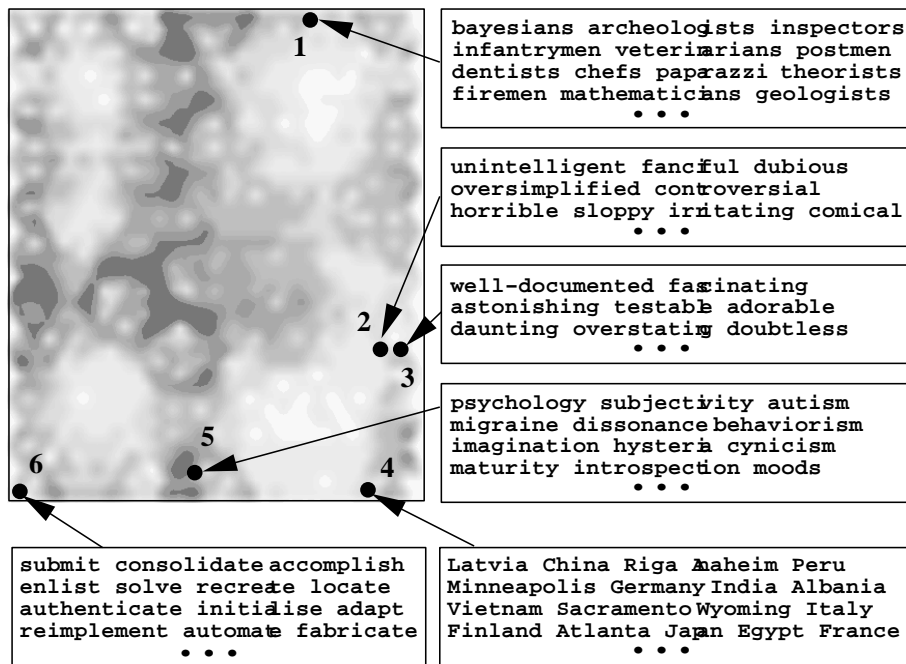 1
bayesians archeologists inspectors
infantrymen veterinarians postmen
dentists chefs paparazzi theorists
firemen mathematicians geologists
• • •
unintelligent fanciful dubious
oversimplified controversial
horrible sloppy irritating comical
• • •
well-documented fascinating
astonishing testable adorable
daunting overstating doubtless
• • •
2
3
psychology subjectivity autism
migraine dissonance behaviorism
imagination hysteria cynicism
maturity introspection moods
• • •
5
6
4
submit consolidate accomplish
enlist solve recreate locate
authenticate initialise adapt
reimplement automate fabricate
• • •
Latvia China Riga Anaheim Peru
Minneapolis Germany India Albania
Vietnam Sacramento Wyoming Italy
Finland Atlanta Japan Egypt France
• • •